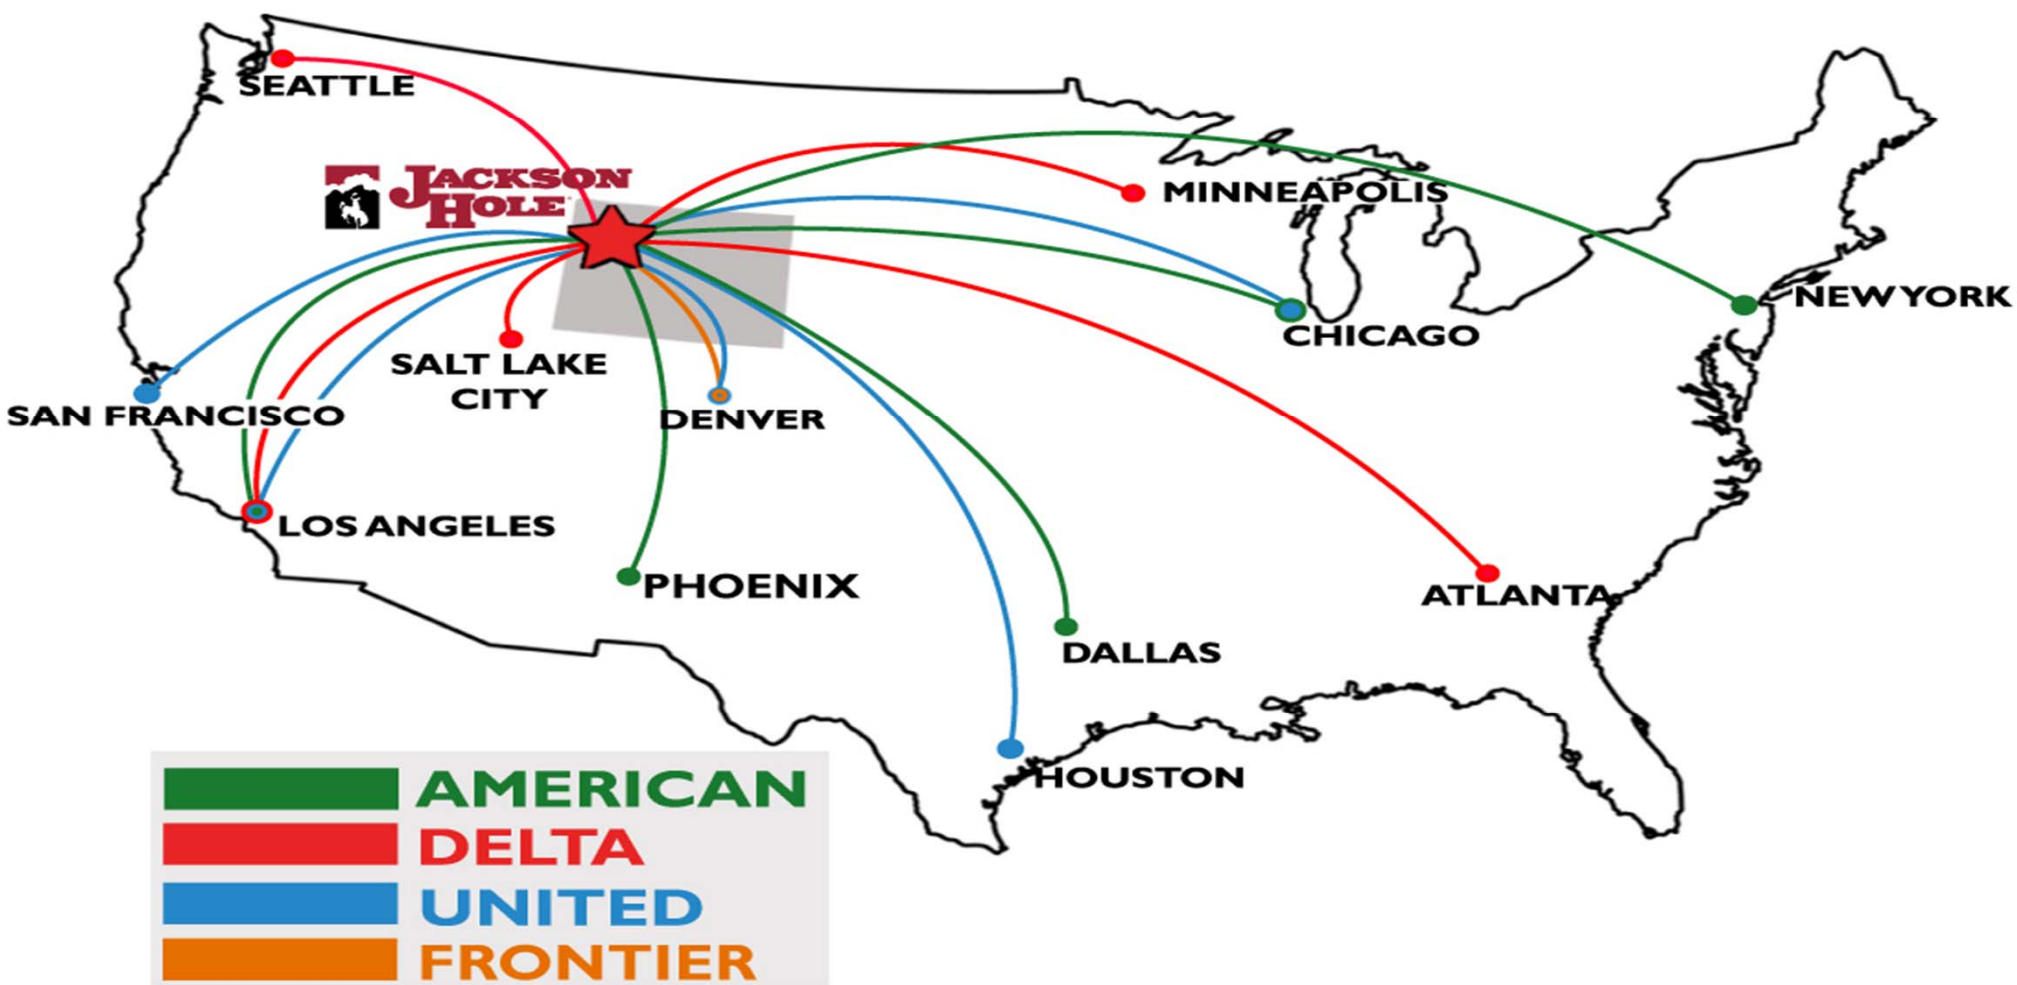 SEATTLE
JACKSON
HOLE
MINNEAPOLIS
NEW YORK
CHICAGO
SALT LAKE
CITY
SAN FRANCISCO
DENVER
LOS ANGELES
PHOENIX
ATLANTA
DALLAS
HOUSTON
AMERICAN
DELTA
UNITED
FRONTIER